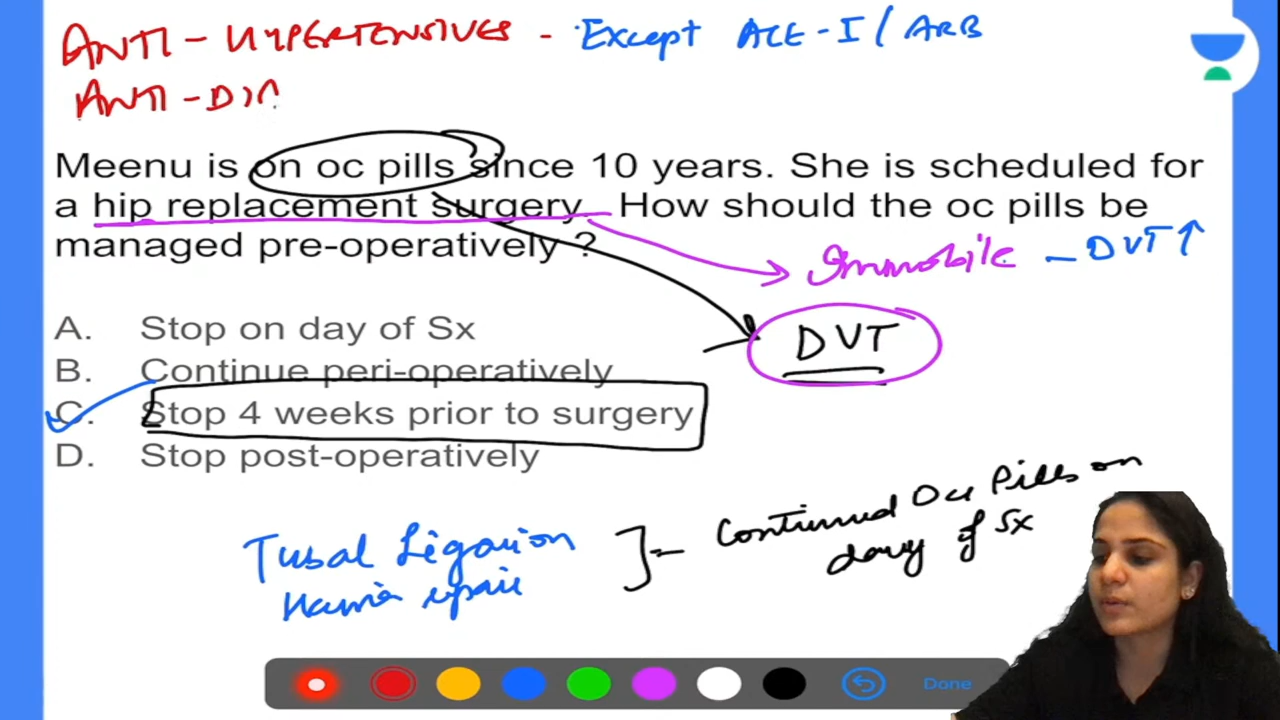 ANTI - HYPERTENSIVES - Except ACE-I / ARB
ANTI - DIA
Meenu is on oc pills since 10 years. She is scheduled for
a hip replacement surgery. How should the oc pills be
managed pre-operatively ?
Immobile - DVT ↑
A. Stop on day of Sx
DVT
B. Continue peri-operatively
C. Stop 4 weeks prior to surgery
D. Stop post-operatively
Tubal Ligation
Hernia repair
Continued Oc Pills on
day of Sx
Done